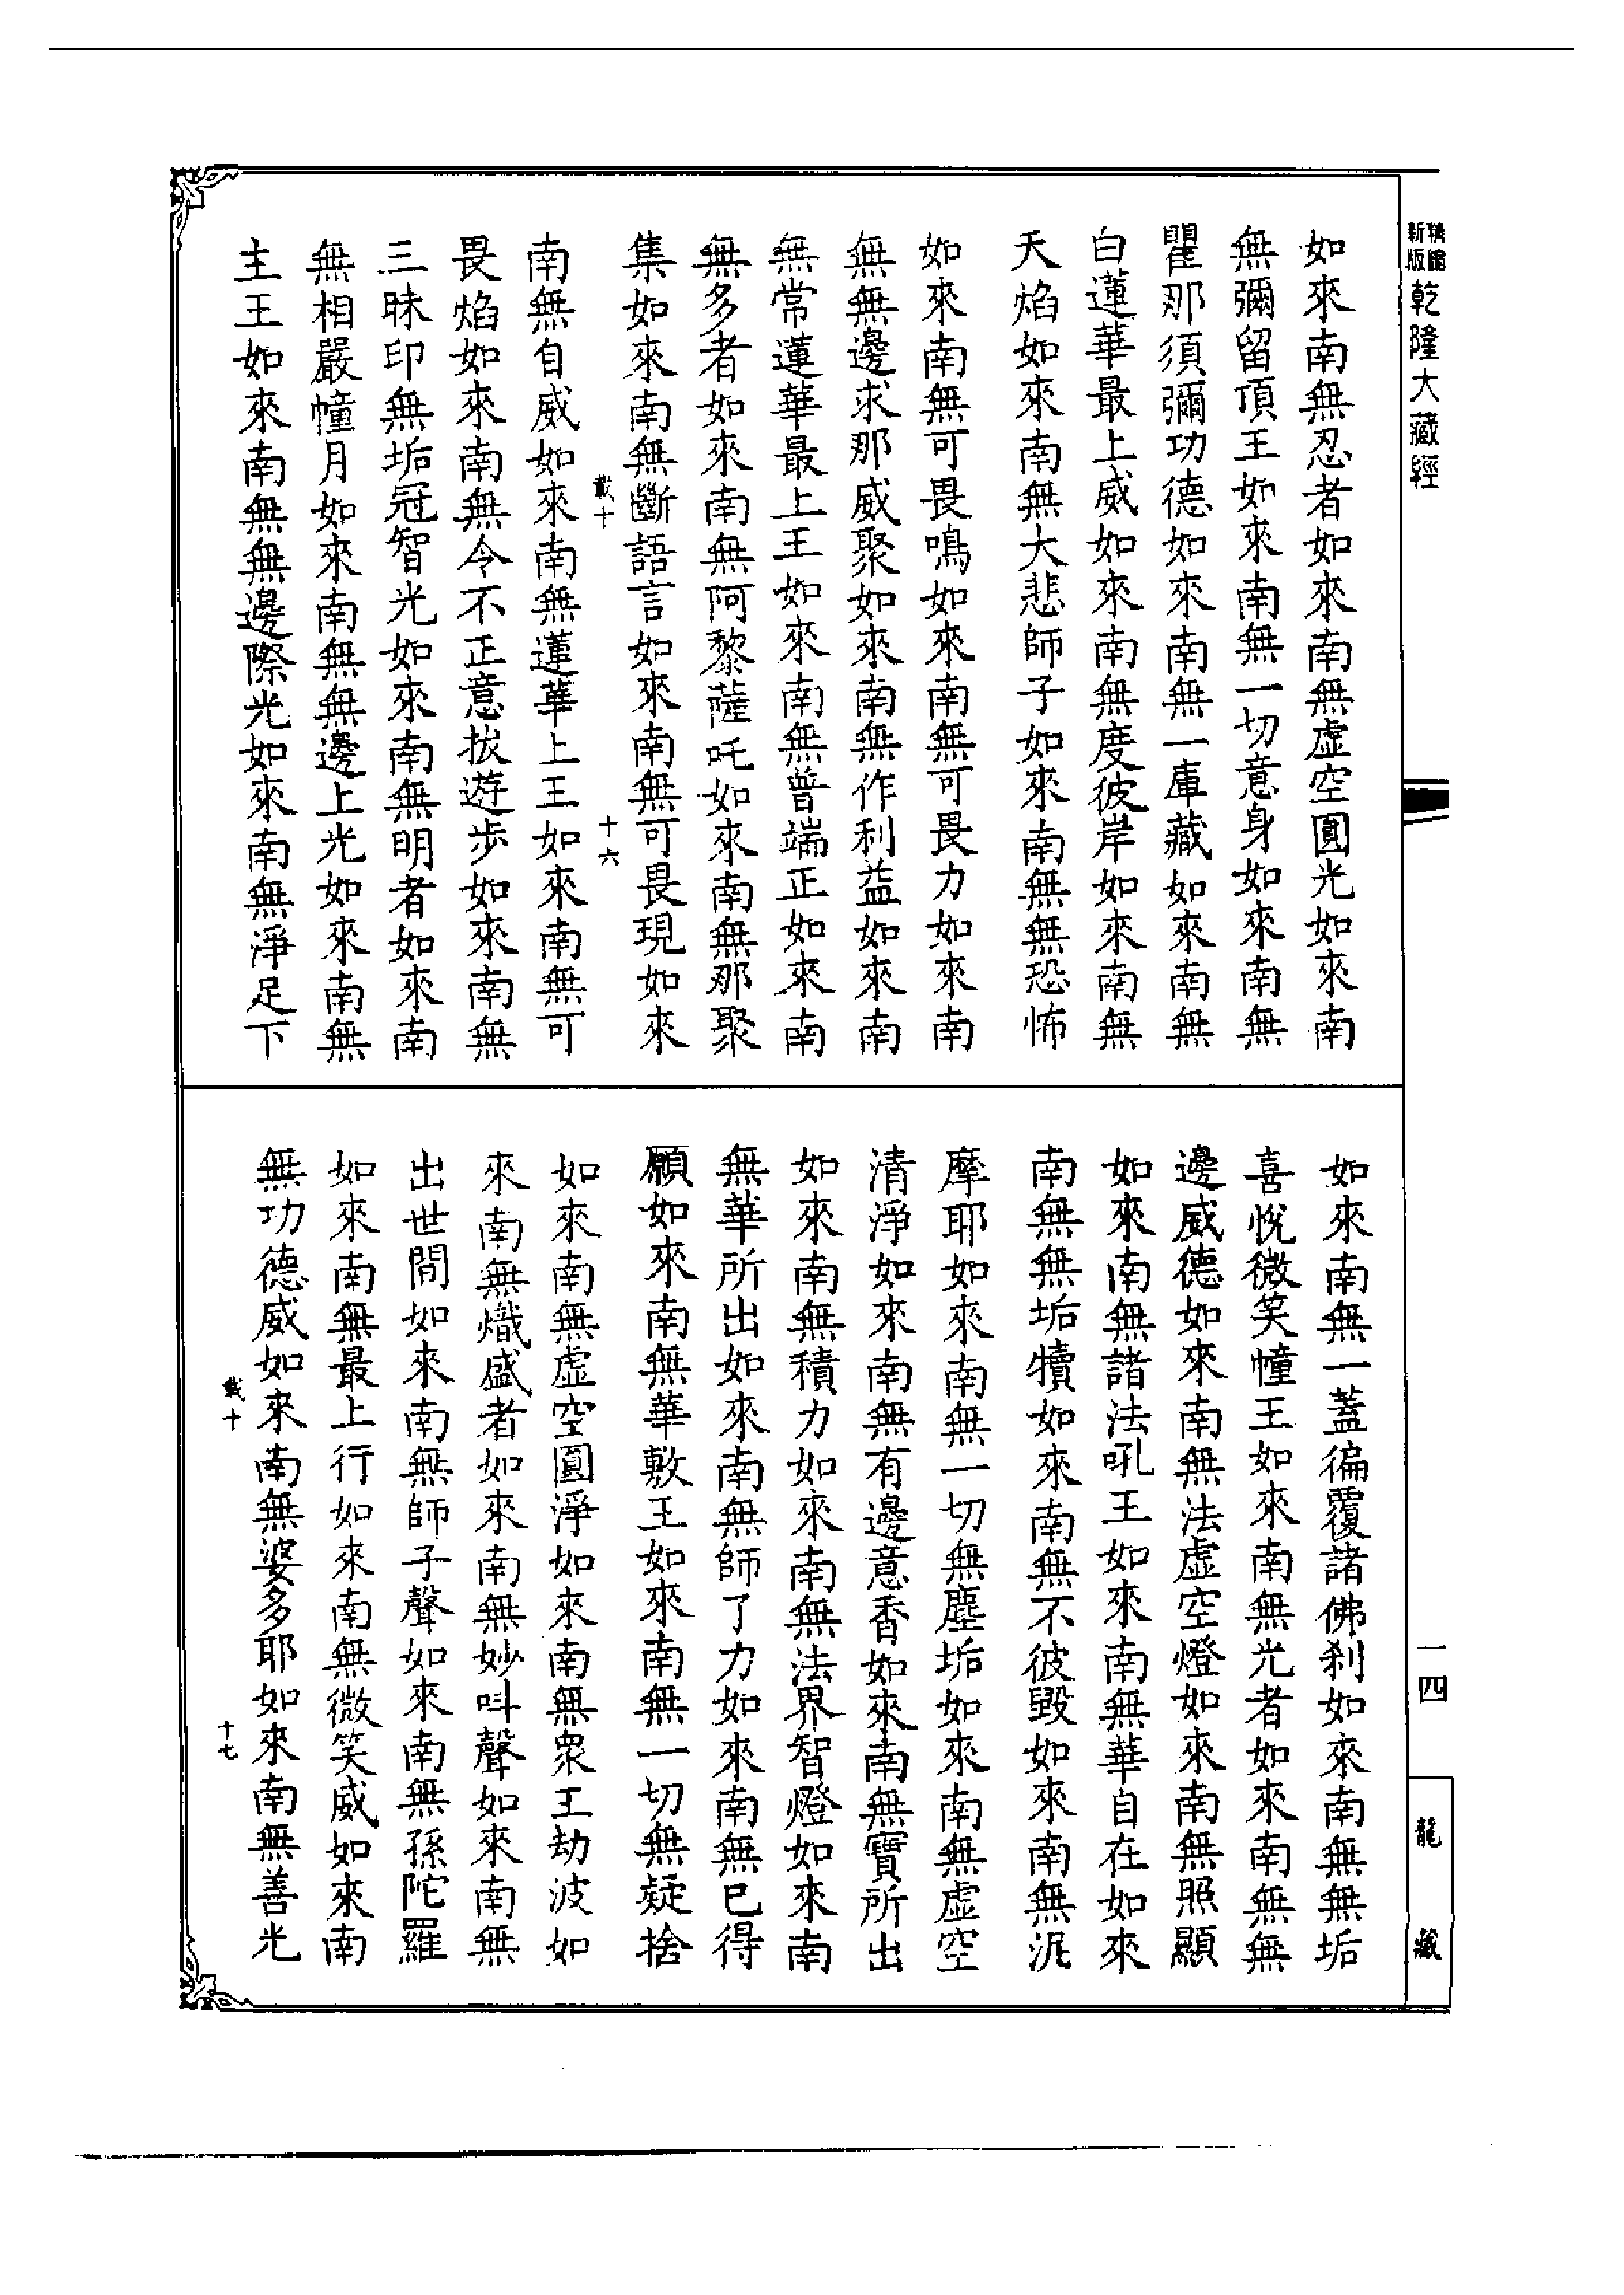 新版
乾隆大藏經
如來南無忍者如來南無虛空圓光如來南
無彌留頂王如來南無一切意身如來南無
瞿那須彌功德如來南無一庫藏如來南無
白蓮華最上威如來南無度彼岸如來南無
天焰如來南無大悲師子如來南無無恐怖
如來南無可畏鳴如來南無可畏力如來南
無無邊求那威聚如來南無作利益如來南
無常蓮華最上王如來南無普端正如來南
無多者如來南無阿黎薩吒如來南無那聚
集如來南無斷語言如來南無可畏現如來
載十
十六
南無自威如來南無蓮華上王如來南無可
畏焰如來南無令不正意拔遊步如來南無
三昧印無垢冠智光如來南無明者如來南
無相嚴幢月如來南無無邊上光如來南無
主王如來南無無邊際光如來南無淨足下
一四
龍藏
如來南無一蓋徧覆諸佛剎如來南無無垢
喜悅微笑幢王如來南無光者如來南無無
邊威德如來南無法虛空燈如來南無照顯
如來南無諸法吼王如來南無華自在如來
南無無垢犢如來南無不彼毀如來南無泥
摩耶如來南無一切無塵垢如來南無虛空
清淨如來南無有邊意香如來南無寶所出
如來南無積力如來南無法界智燈如來南
無華所出如來南無師了力如來南無已得
願如來南無華敷王如來南無一切無疑捨
如來南無虛空圓淨如來南無眾王劫波如
來南無熾盛者如來南無妙叫聲如來南無
出世間如來南無師子聲如來南無孫陀羅
如來南無最上行如來南無微笑威如來南
無功德威如來南無婆多耶如來南無善光
載十
十七